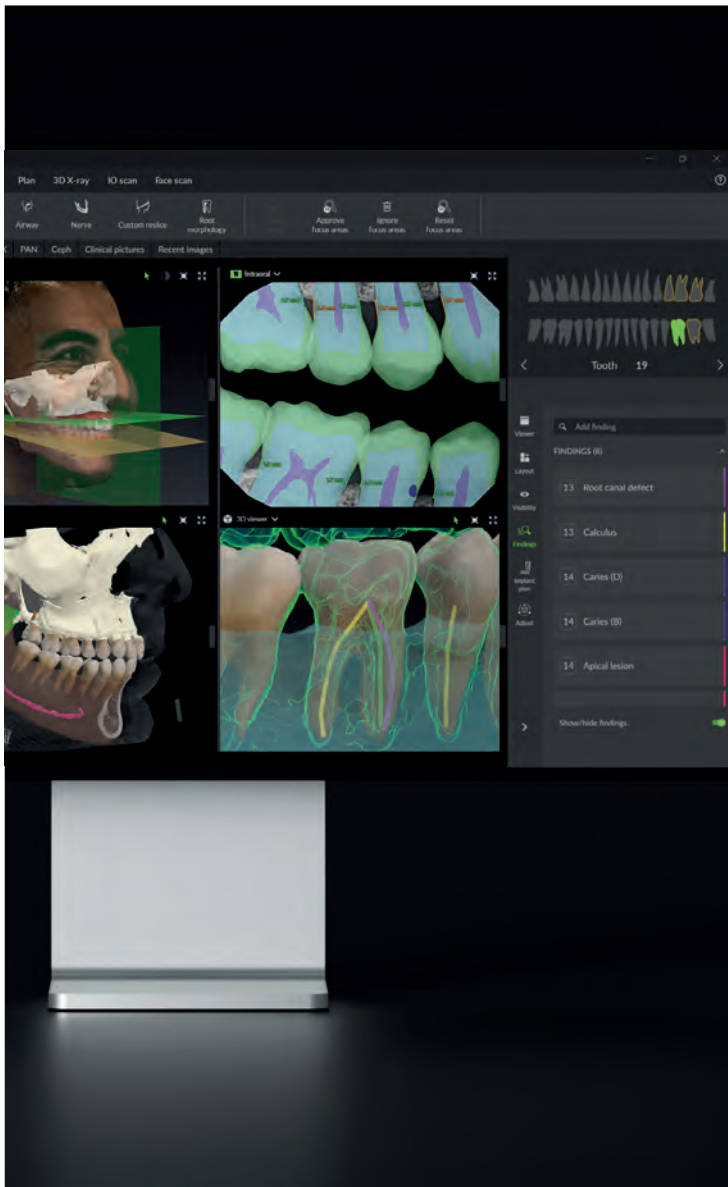 Plan 3D X-ray IO scan Face scan
Airway Nerve Custom reslice Root morphology Approve focus areas Ignore focus areas Reset focus areas
PAN Ceph Clinical pictures Recent images
Intraoral
Tooth 19
Viewer
Add finding
Layout
FINDINGS (8)
Visibility
13 Root canal defect
3D viewer
Findings
13 Calculus
Implant plan
14 Caries (D)
Adjust
14 Caries (B)
14 Apical lesion
Show/hide findings